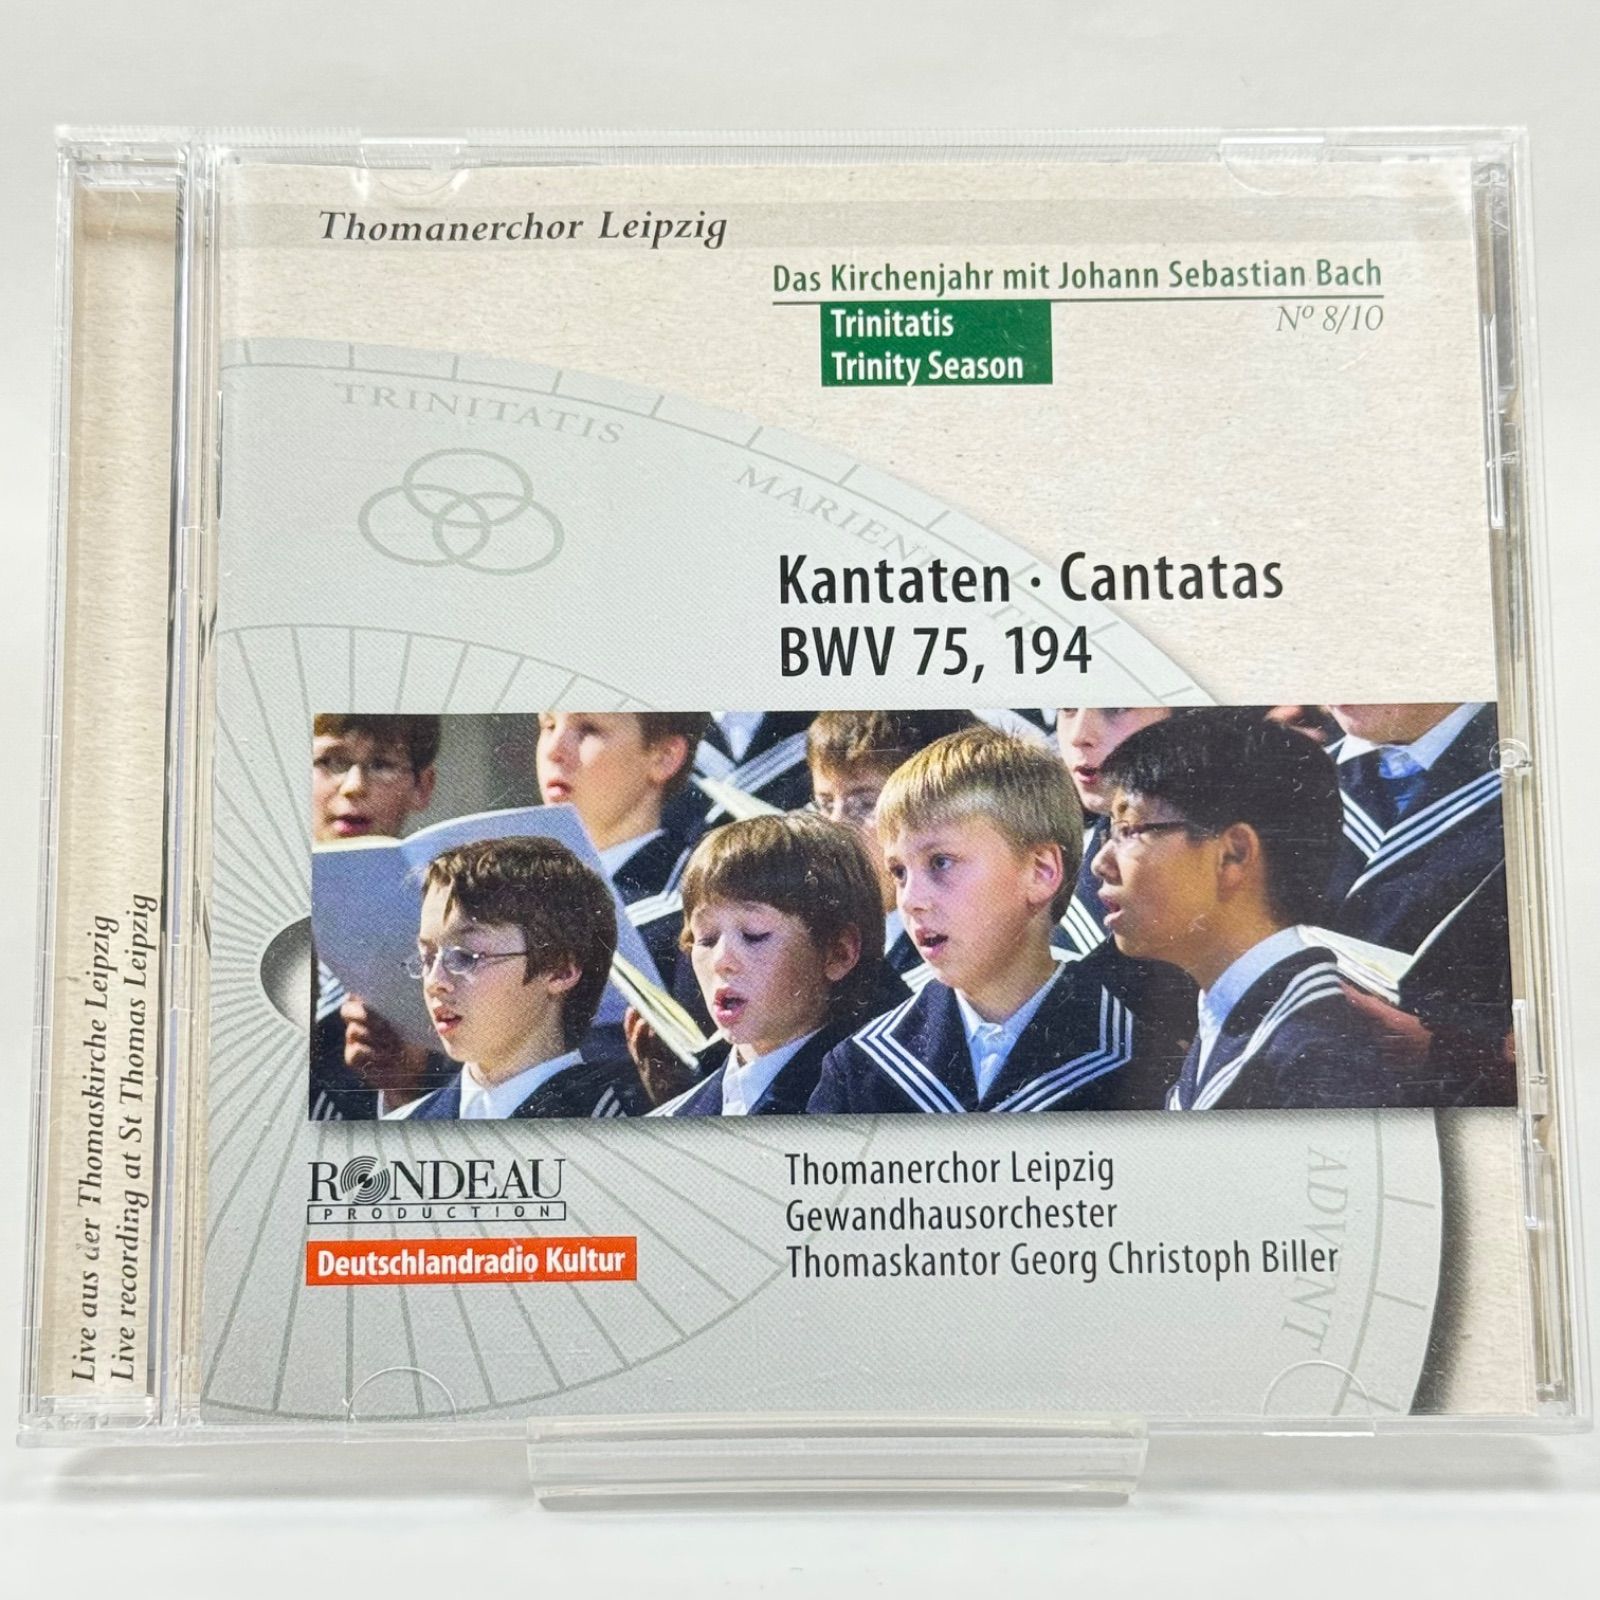 Thomanerchor Leipzig
Das Kirchenjahr mit Johann Sebastian Bach
Trinitatis
Nº 8/10
Trinity Season
TRINITATIS
Kantaten · Cantatas
BWV 75, 194
RONDEAU
PRODUCTION
Deutschlandradio Kultur
Thomanerchor Leipzig
Gewandhausorchester
Thomaskantor Georg Christoph Biller
ADVENT
Live aus der Thomaskirche Leipzig
Live recording at St Thomas Leipzig